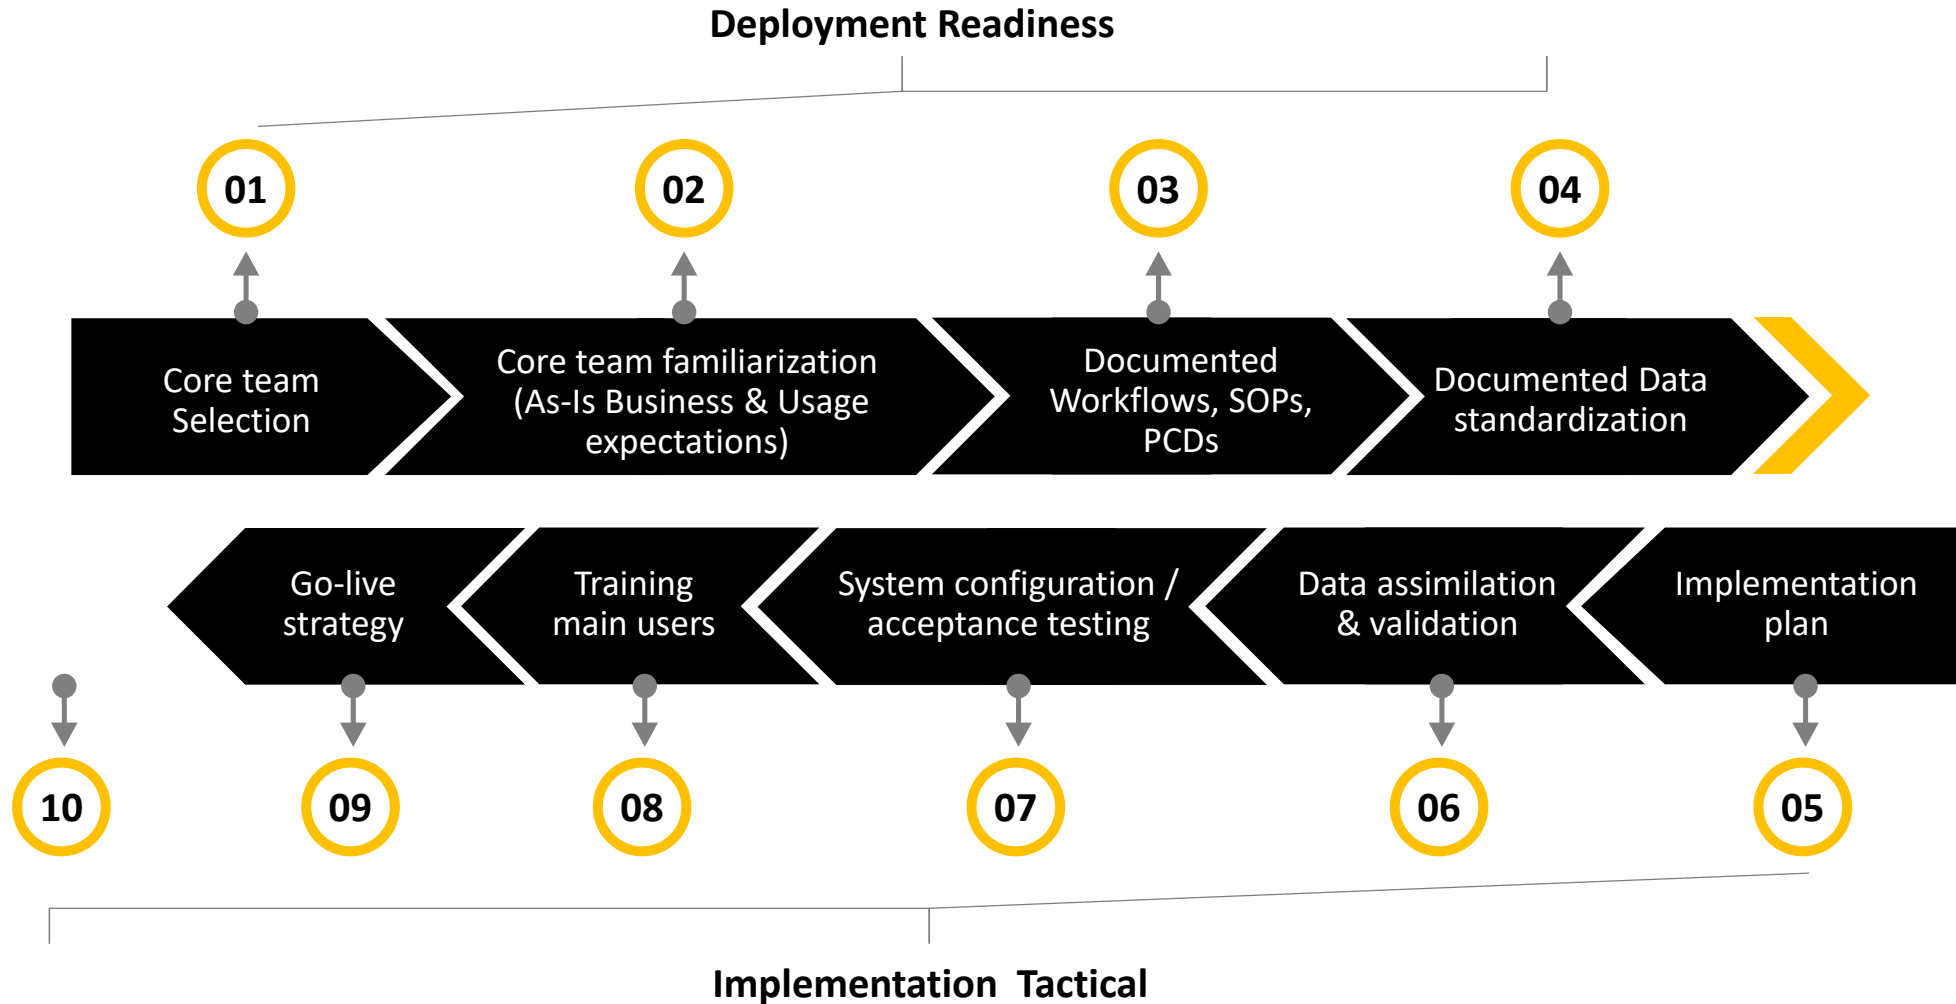 Deployment Readiness
01
02
03
04
Core team
Selection
Core team familiarization
(As-Is Business & Usage
expectations)
Documented
Workflows, SOPs,
PCDs
Documented Data
standardization
Go-live
strategy
Training
main users
System configuration /
acceptance testing
Data assimilation
& validation
Implementation
plan
10
09
08
07
06
05
Implementation  Tactical